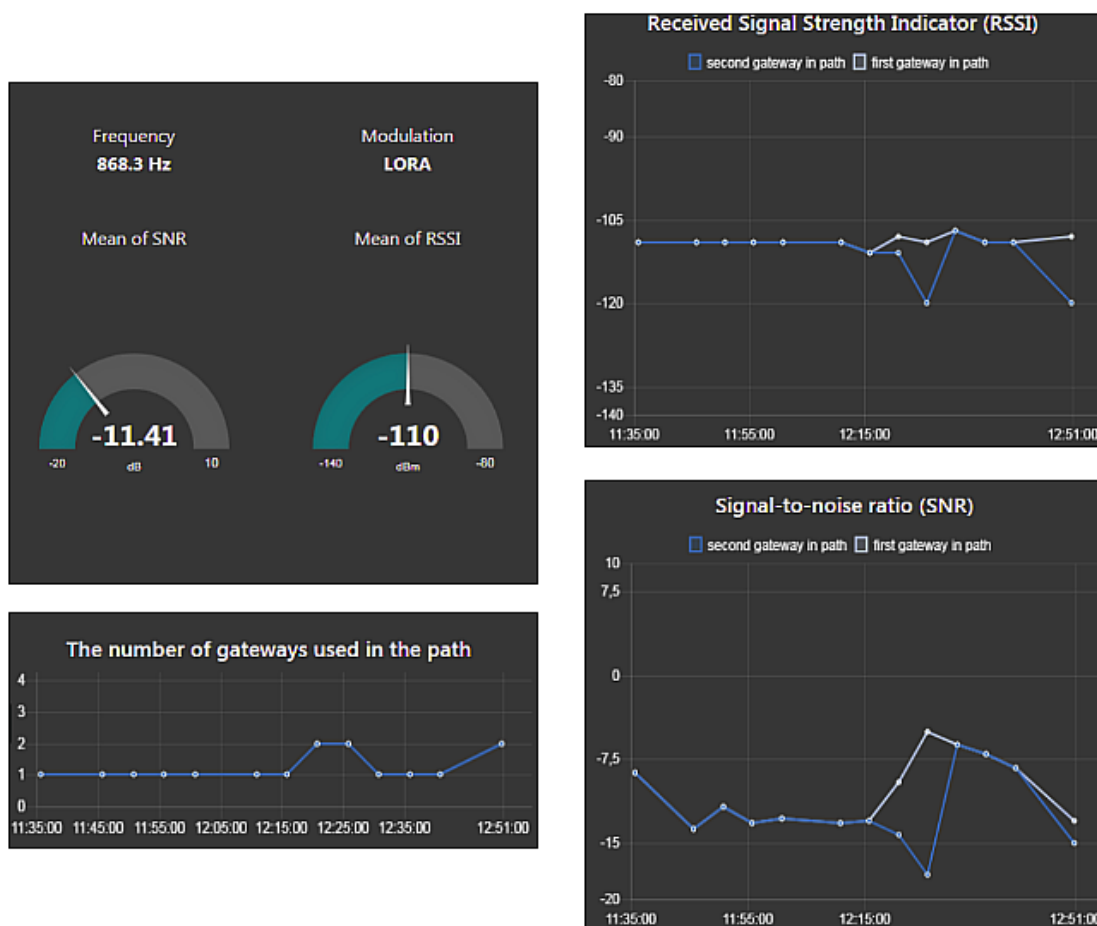 Frequency
868.3 Hz
Modulation
LORA
Mean of SNR
Mean of RSSI
-11.41
-20
dB
10
-110
-140
dBm
-80
The number of gateways used in the path
4
3
2
1
0
11:35:00 11:45:00 11:55:00 12:05:00 12:15:00 12:25:00 12:35:00 12:51:00
Received Signal Strength Indicator (RSSI)
second gateway in path first gateway in path
-80
-90
-105
-120
-135
-140
11:35:00 11:55:00 12:15:00 12:51:00
Signal-to-noise ratio (SNR)
second gateway in path first gateway in path
10
7,5
0
-7,5
-15
-20
11:35:00 11:55:00 12:15:00 12:51:00